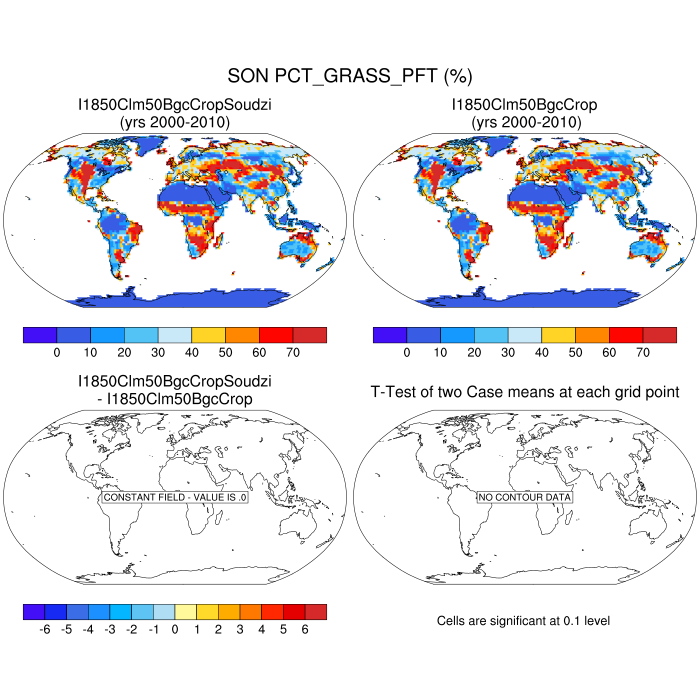 SON PCT_GRASS_PFT (%)
I1850Clm50BgcCropSoudzi
(yrs 2000-2010)
I1850Clm50BgcCrop
(yrs 2000-2010)
0 10 20 30 40 50 60 70
0 10 20 30 40 50 60 70
I1850Clm50BgcCropSoudzi
- I1850Clm50BgcCrop
T-Test of two Case means at each grid point
CONSTANT FIELD - VALUE IS .0
NO CONTOUR DATA
-6 -5 -4 -3 -2 -1 0 1 2 3 4 5 6
Cells are significant at 0.1 level